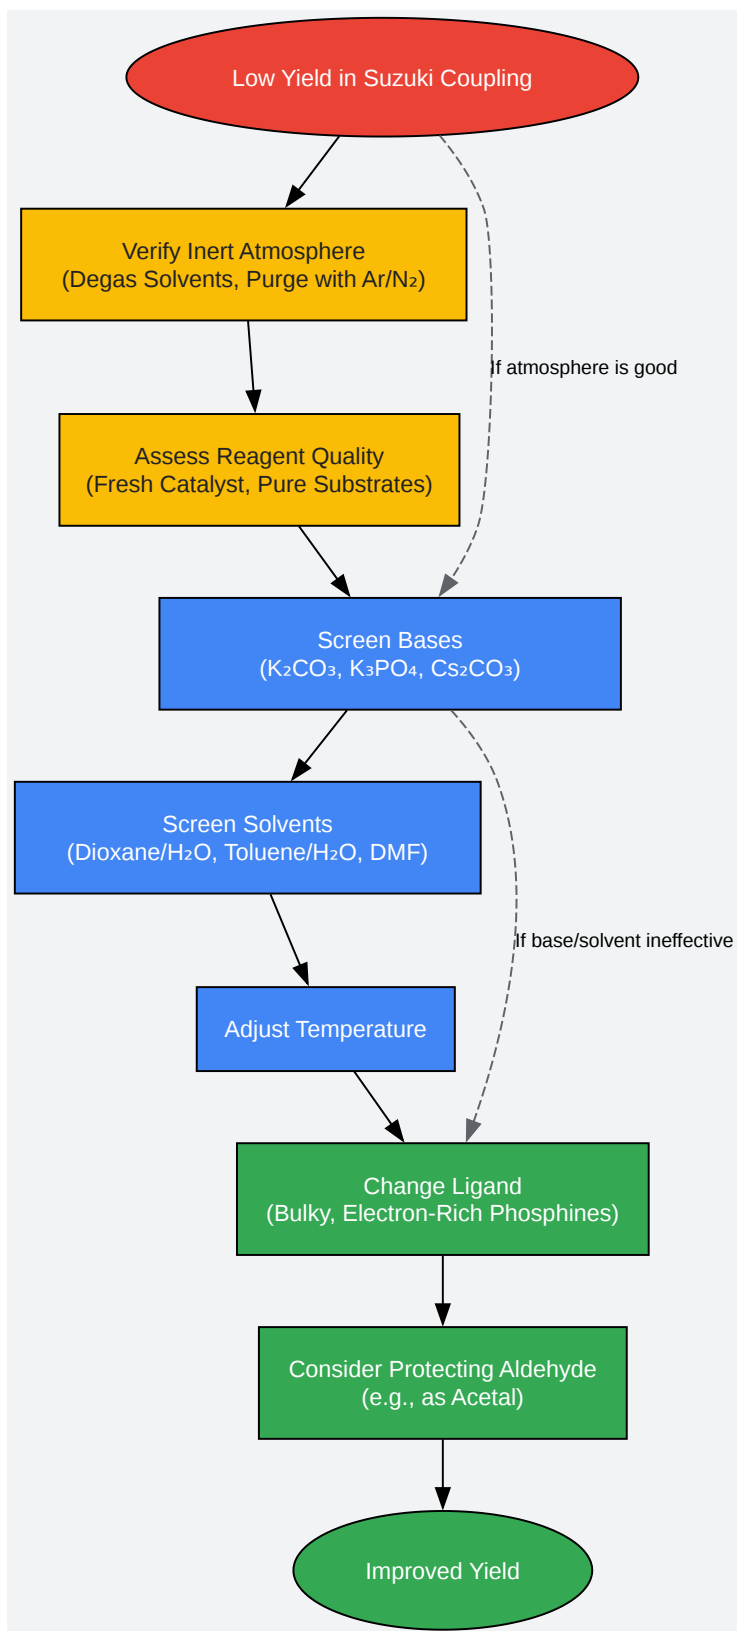 Low Yield in Suzuki Coupling
Verify Inert Atmosphere
(Degas Solvents, Purge with Ar/N₂)
If atmosphere is good
Assess Reagent Quality
(Fresh Catalyst, Pure Substrates)
Screen Bases
(K₂CO₃, K₃PO₄, Cs₂CO₃)
Screen Solvents
(Dioxane/H₂O, Toluene/H₂O, DMF)
If base/solvent ineffective
Adjust Temperature
Change Ligand
(Bulky, Electron-Rich Phosphines)
Consider Protecting Aldehyde
(e.g., as Acetal)
Improved Yield